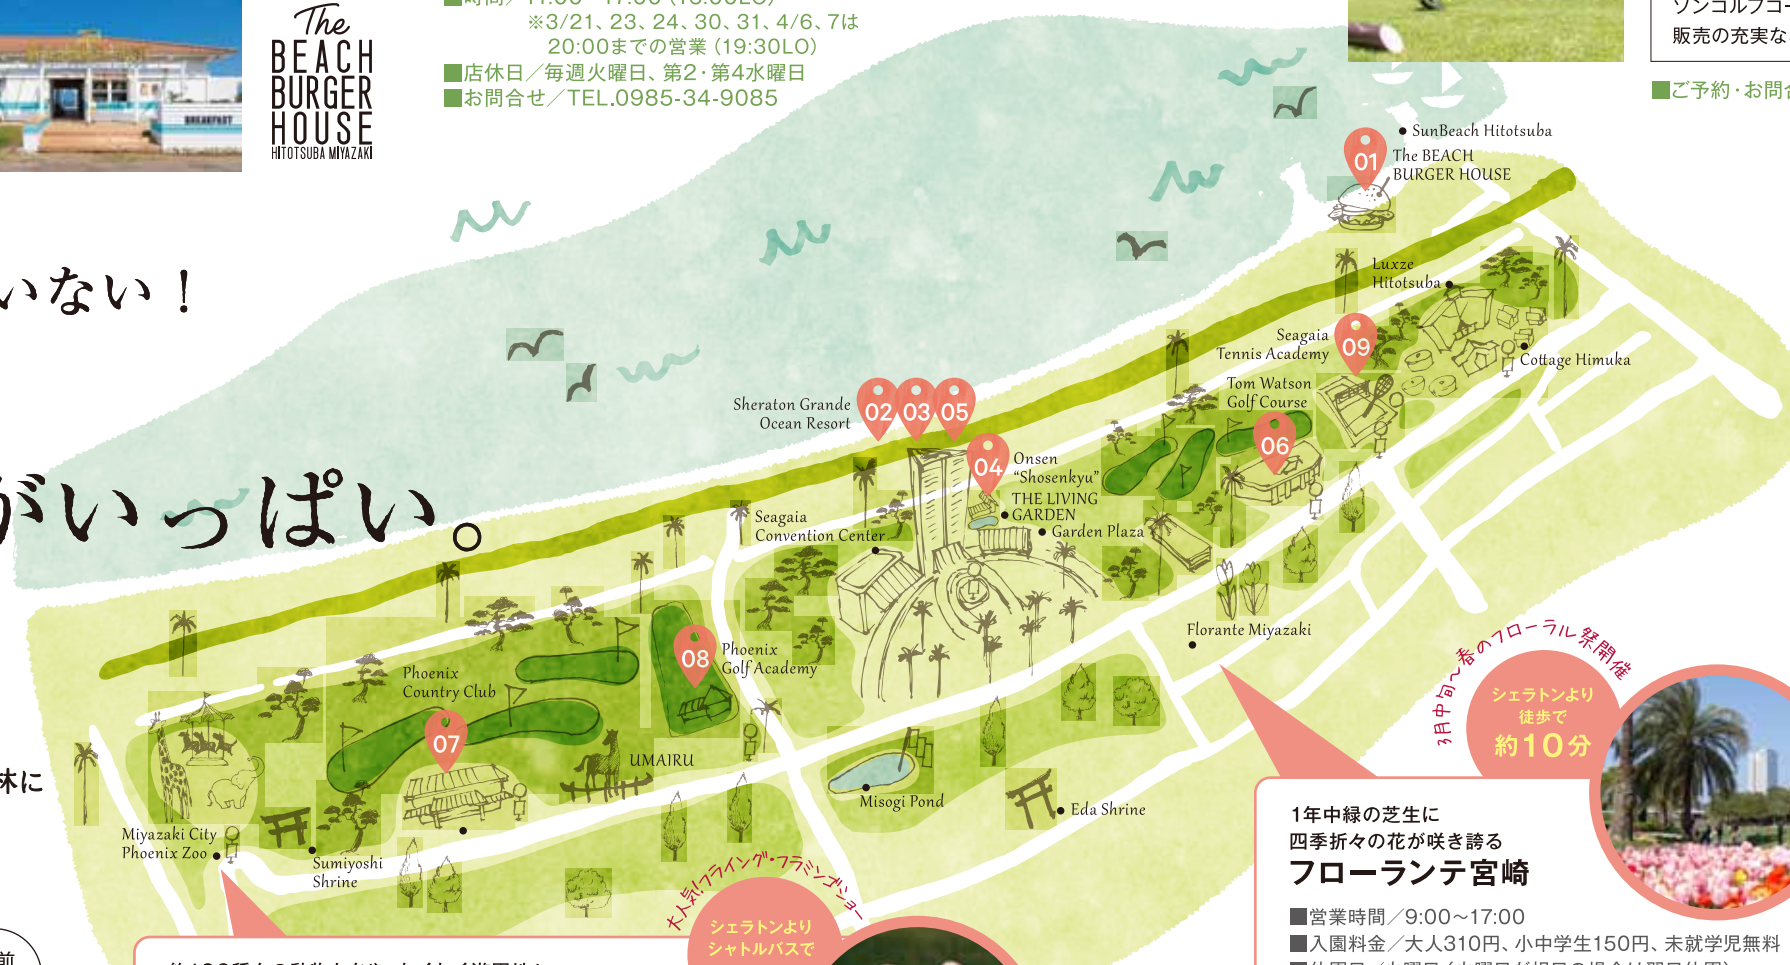 The
BEACH
BURGER
HOUSE
HITOTSUBA MIYAZAKI
BREAKFAST
※3/21、23、24、30、31、4/6、7は
20:00までの営業（19:30LO）
■店休日／毎週火曜日、第2・第4水曜日
■お問合せ／TEL.0985-34-9085
販売の充実な
■ご予約・お問合
いない！
がいっぱい。
林に
前
SunBeach Hitotsuba
01
The BEACH
BURGER HOUSE
Luxze
Hitotsuba
Seagaia
Tennis Academy
09
Cottage Himuka
Tom Watson
Golf Course
06
Sheraton Grande
Ocean Resort
02
03
05
04
Onsen
“Shosenkyu”
THE LIVING
GARDEN
Garden Plaza
Seagaia
Convention Center
Florante Miyazaki
08
Phoenix
Golf Academy
Phoenix
Country Club
07
UMAIRU
Misogi Pond
Eda Shrine
Miyazaki City
Phoenix Zoo
Sumiyoshi
Shrine
3月中旬～春のフローラル祭開催
シェラトンより
徒歩で
約10分
1年中緑の芝生に
四季折々の花が咲き誇る
フローランテ宮崎
■営業時間／9:00～17:00
■入園料金／大人310円、小中学生150円、未就学児無料
大人気!フライング・フラミンゴショー
シェラトンより
シャトルバスで